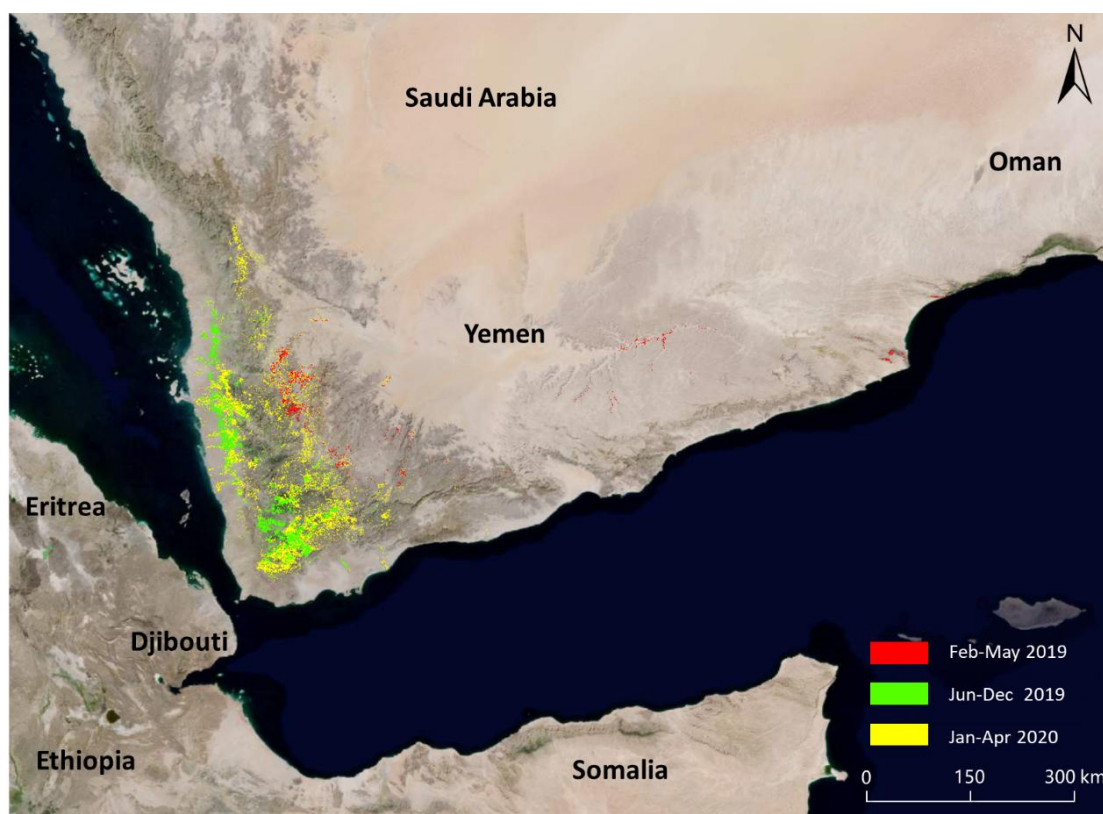 N
Saudi Arabia
Oman
Yemen
Eritrea
Djibouti
Feb-May 2019
Jun-Dec 2019
Jan-Apr 2020
Ethiopia
Somalia
0 150 300 km